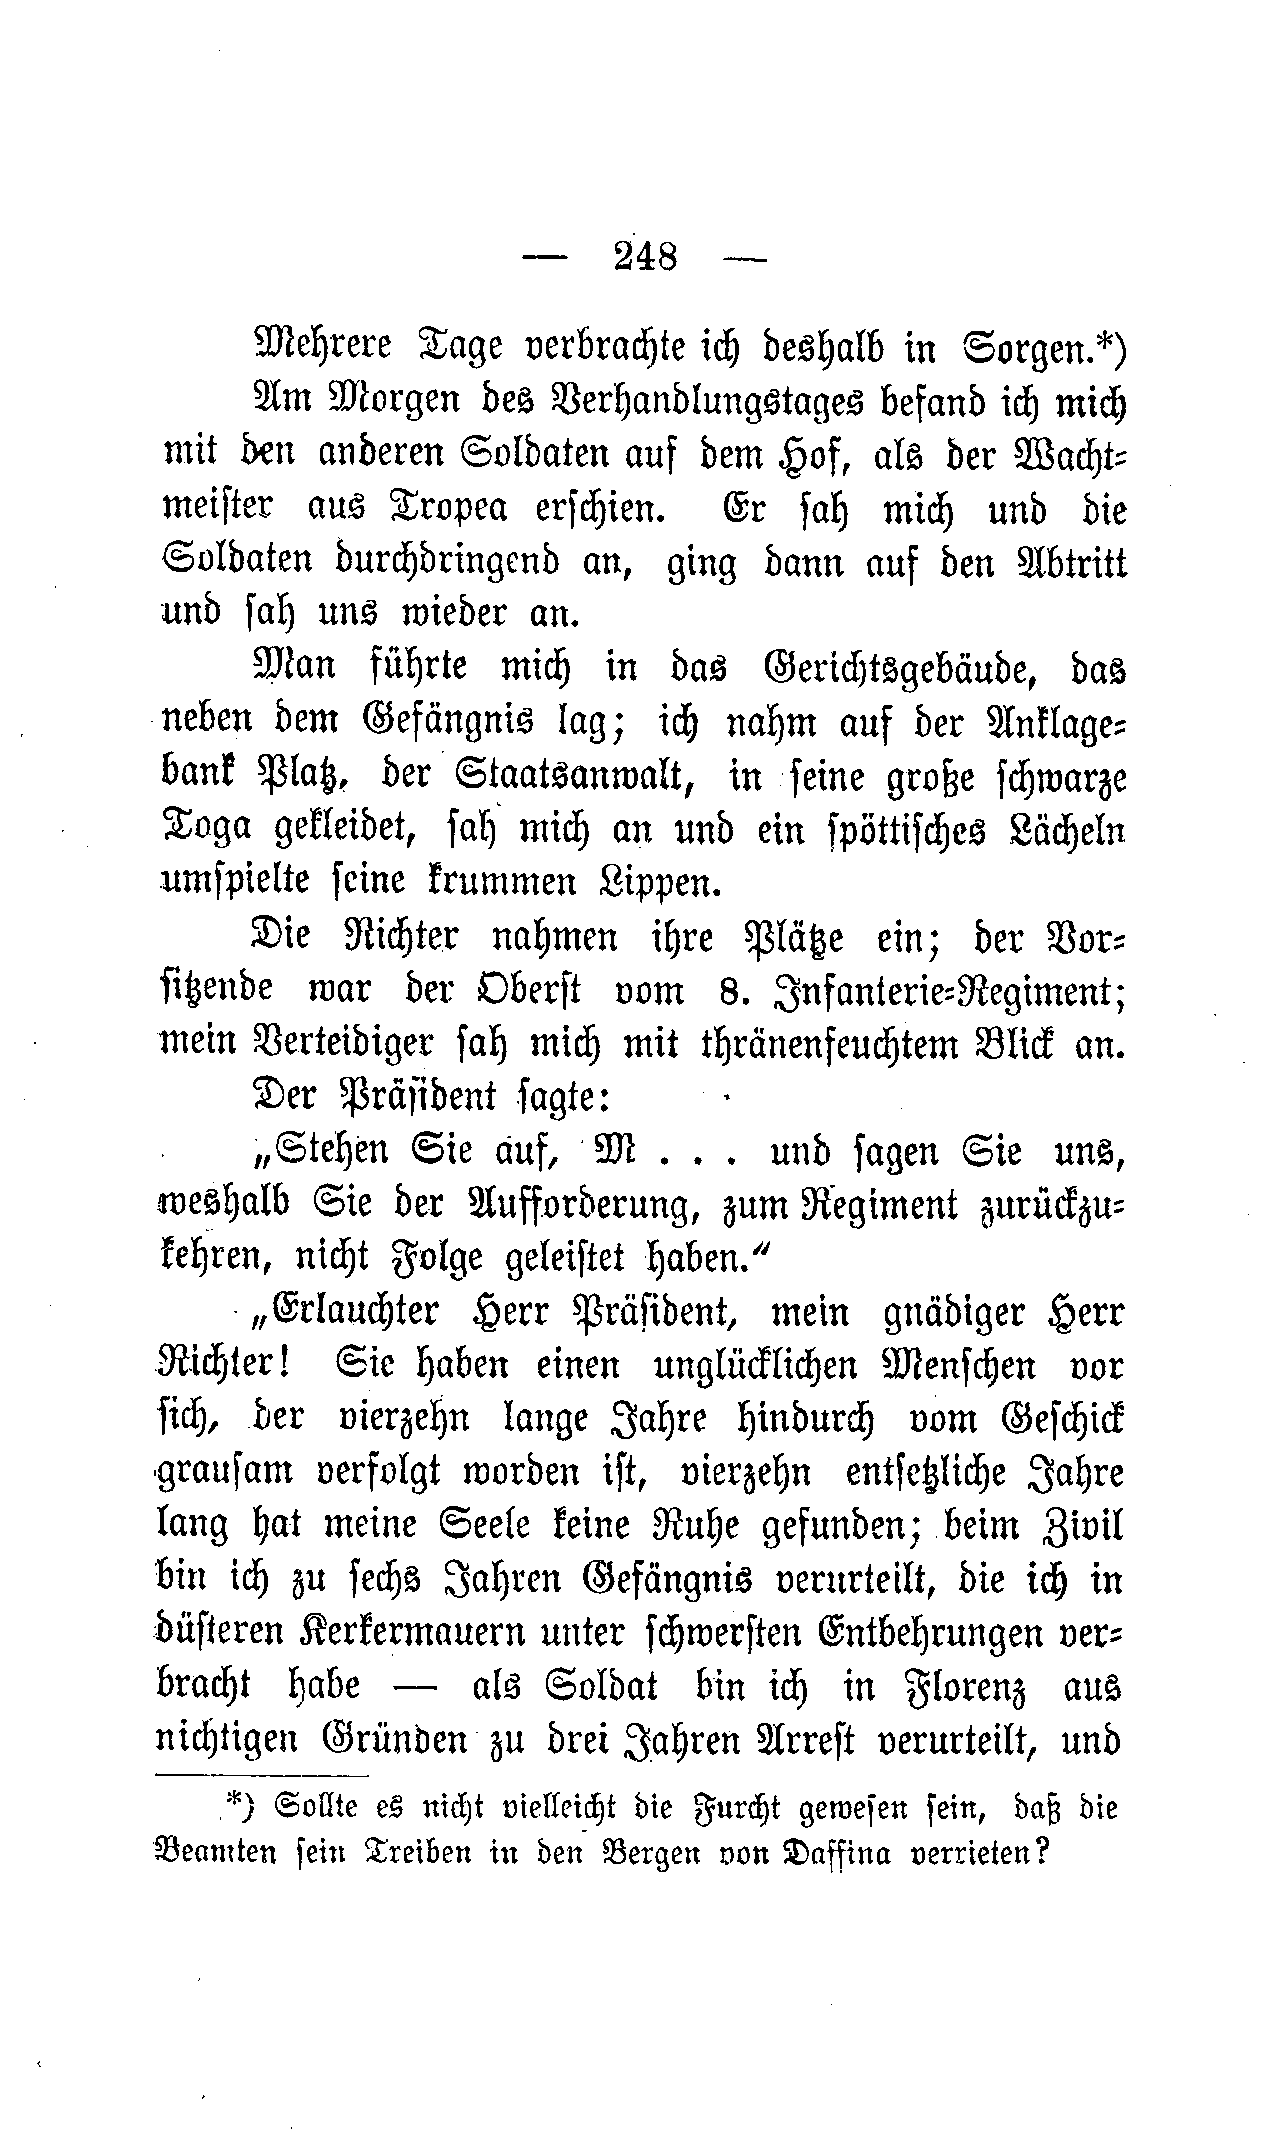 — 248 —
Mehrere Tage verbrachte ich deshalb in Sorgen.*)
Am Morgen des Verhandlungstages befand ich mich
mit den anderen Soldaten auf dem Hof, als der Wacht=
meiſter aus Tropea erſchien. Er ſah mich und die
Soldaten durchdringend an, ging dann auf den Abtritt
und ſah uns wieder an.
Man führte mich in das Gerichtsgebäude, das
neben dem Gefängnis lag; ich nahm auf der Anklage=
bank Platz, der Staatsanwalt, in ſeine große ſchwarze
Toga gekleidet, ſah mich an und ein ſpöttiſches Lächeln
umſpielte ſeine krummen Lippen.
Die Richter nahmen ihre Plätze ein; der Vor=
ſitzende war der Oberſt vom 8. Infanterie=Regiment;
mein Verteidiger ſah mich mit thränenfeuchtem Blick an.
Der Präſident ſagte:
„Stehen Sie auf, M . . . und ſagen Sie uns,
weshalb Sie der Aufforderung, zum Regiment zurückzu=
kehren, nicht Folge geleiſtet haben.“
„Erlauchter Herr Präſident, mein gnädiger Herr
Richter! Sie haben einen unglücklichen Menſchen vor
ſich, der vierzehn lange Jahre hindurch vom Geſchick
grauſam verfolgt worden iſt, vierzehn entſetzliche Jahre
lang hat meine Seele keine Ruhe gefunden; beim Zivil
bin ich zu ſechs Jahren Gefängnis verurteilt, die ich in
düſteren Kerkermauern unter ſchwerſten Entbehrungen ver=
bracht habe — als Soldat bin ich in Florenz aus
nichtigen Gründen zu drei Jahren Arreſt verurteilt, und
*) Sollte es nicht vielleicht die Furcht geweſen ſein, daß die
Beamten ſein Treiben in den Bergen von Daffina verrieten?